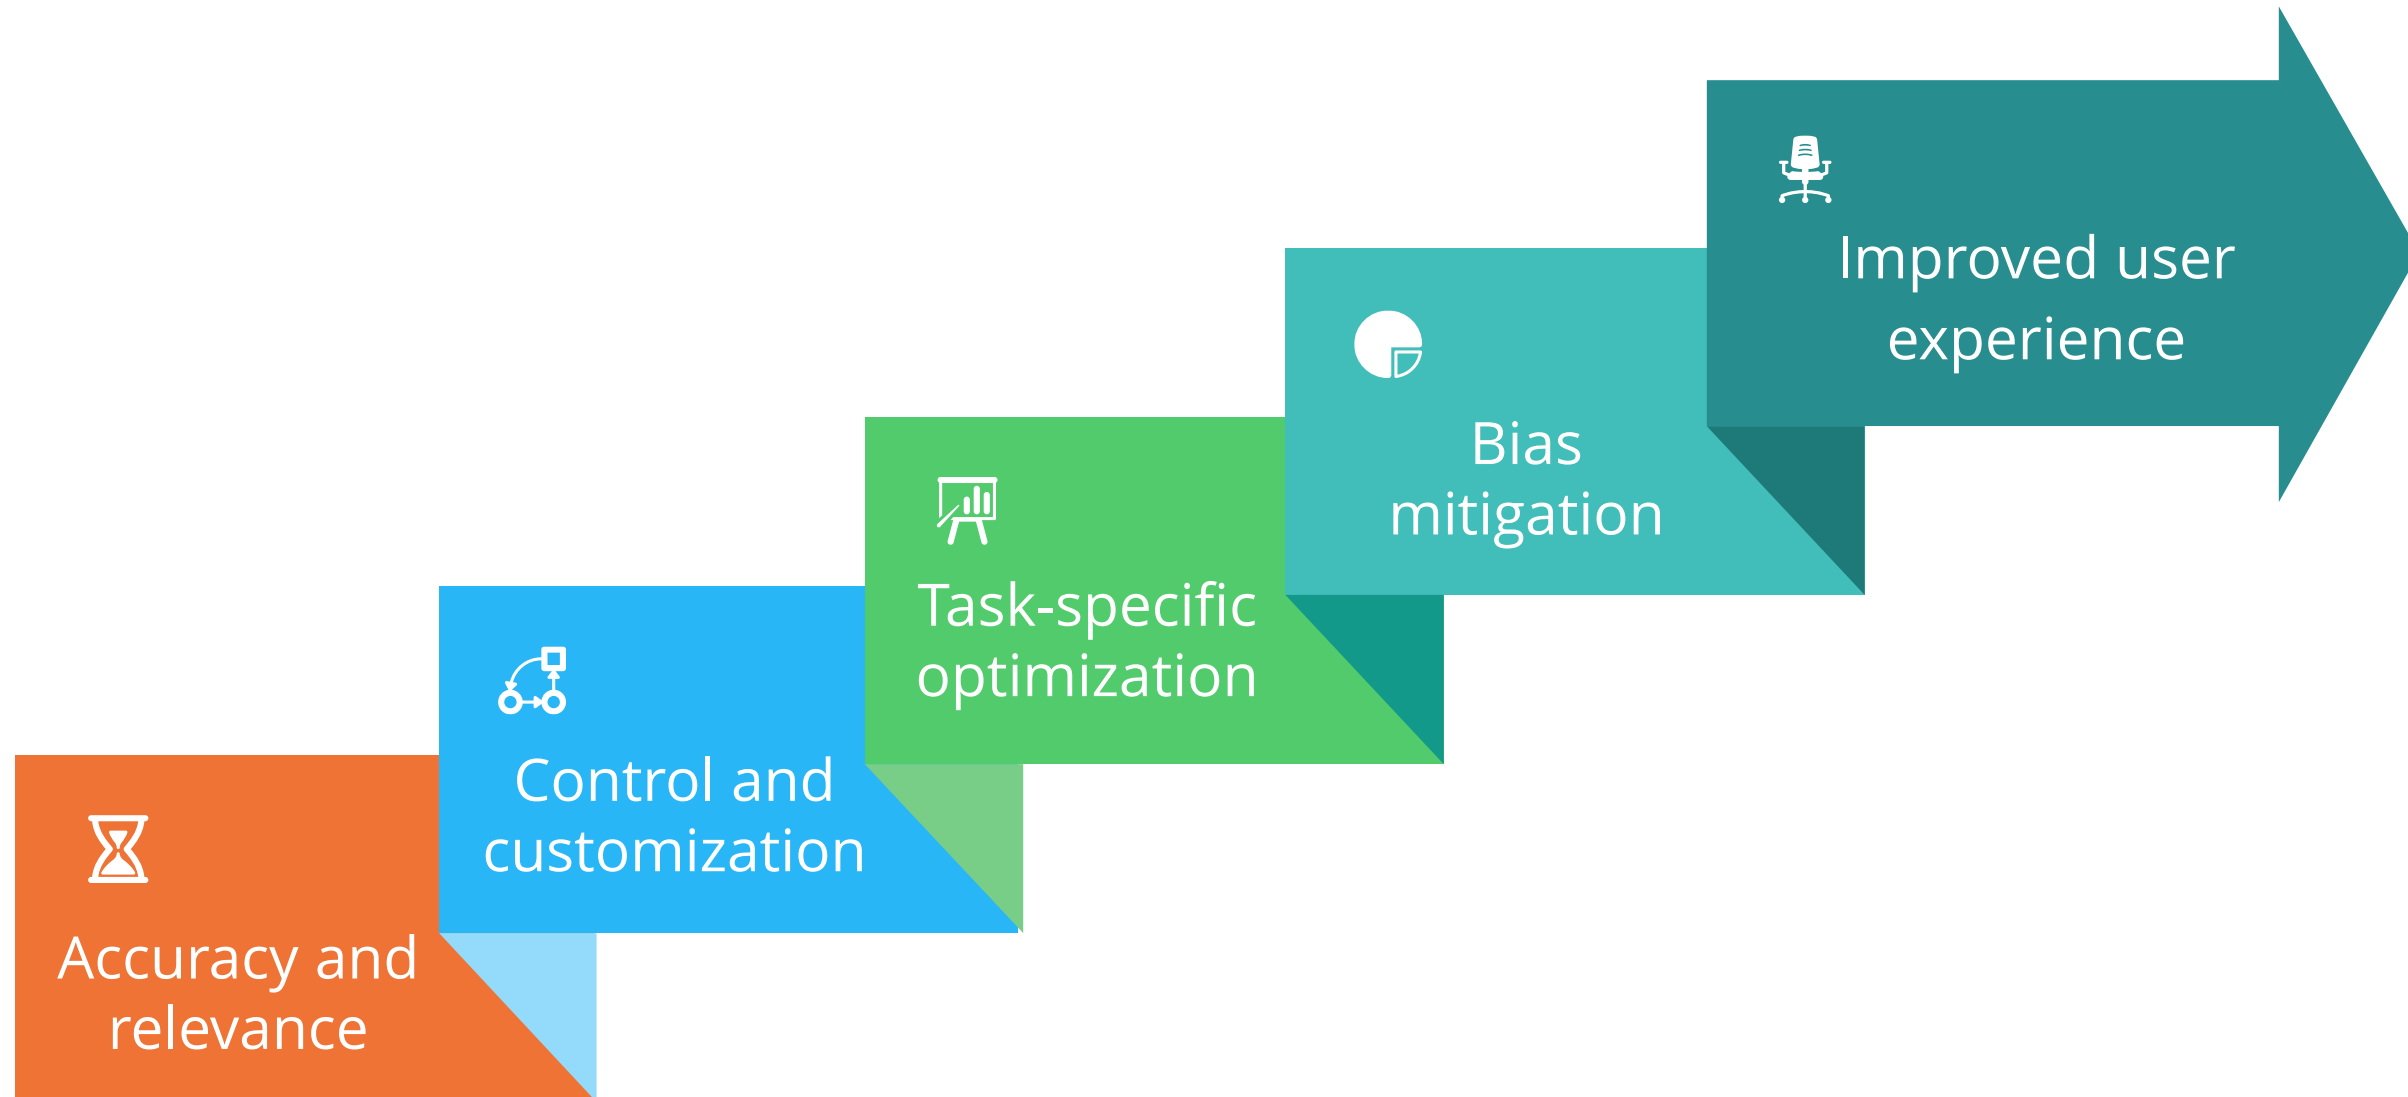 Accuracy and
relevance
Control and
customization
Task-specific
optimization
Bias
mitigation
Improved user
experience